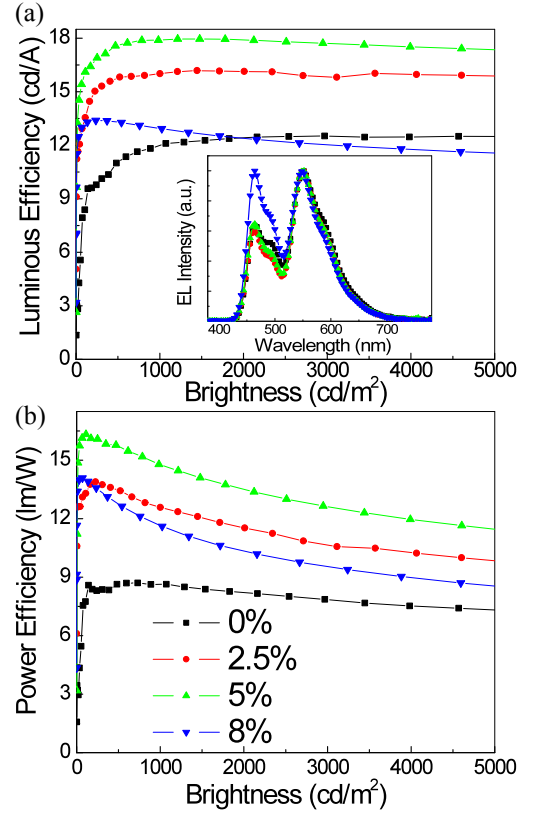 (a)
Luminous Efficiency (cd/A)
18
15
12
9
6
3
0
EL Intensity (a.u.)
400 500 600 700
Wavelength (nm)
0 1000 2000 3000 4000 5000
Brightness (cd/m²)
(b)
Power Efficiency (lm/W)
15
12
9
6
3
0
0%
2.5%
5%
8%
0 1000 2000 3000 4000 5000
Brightness (cd/m²)